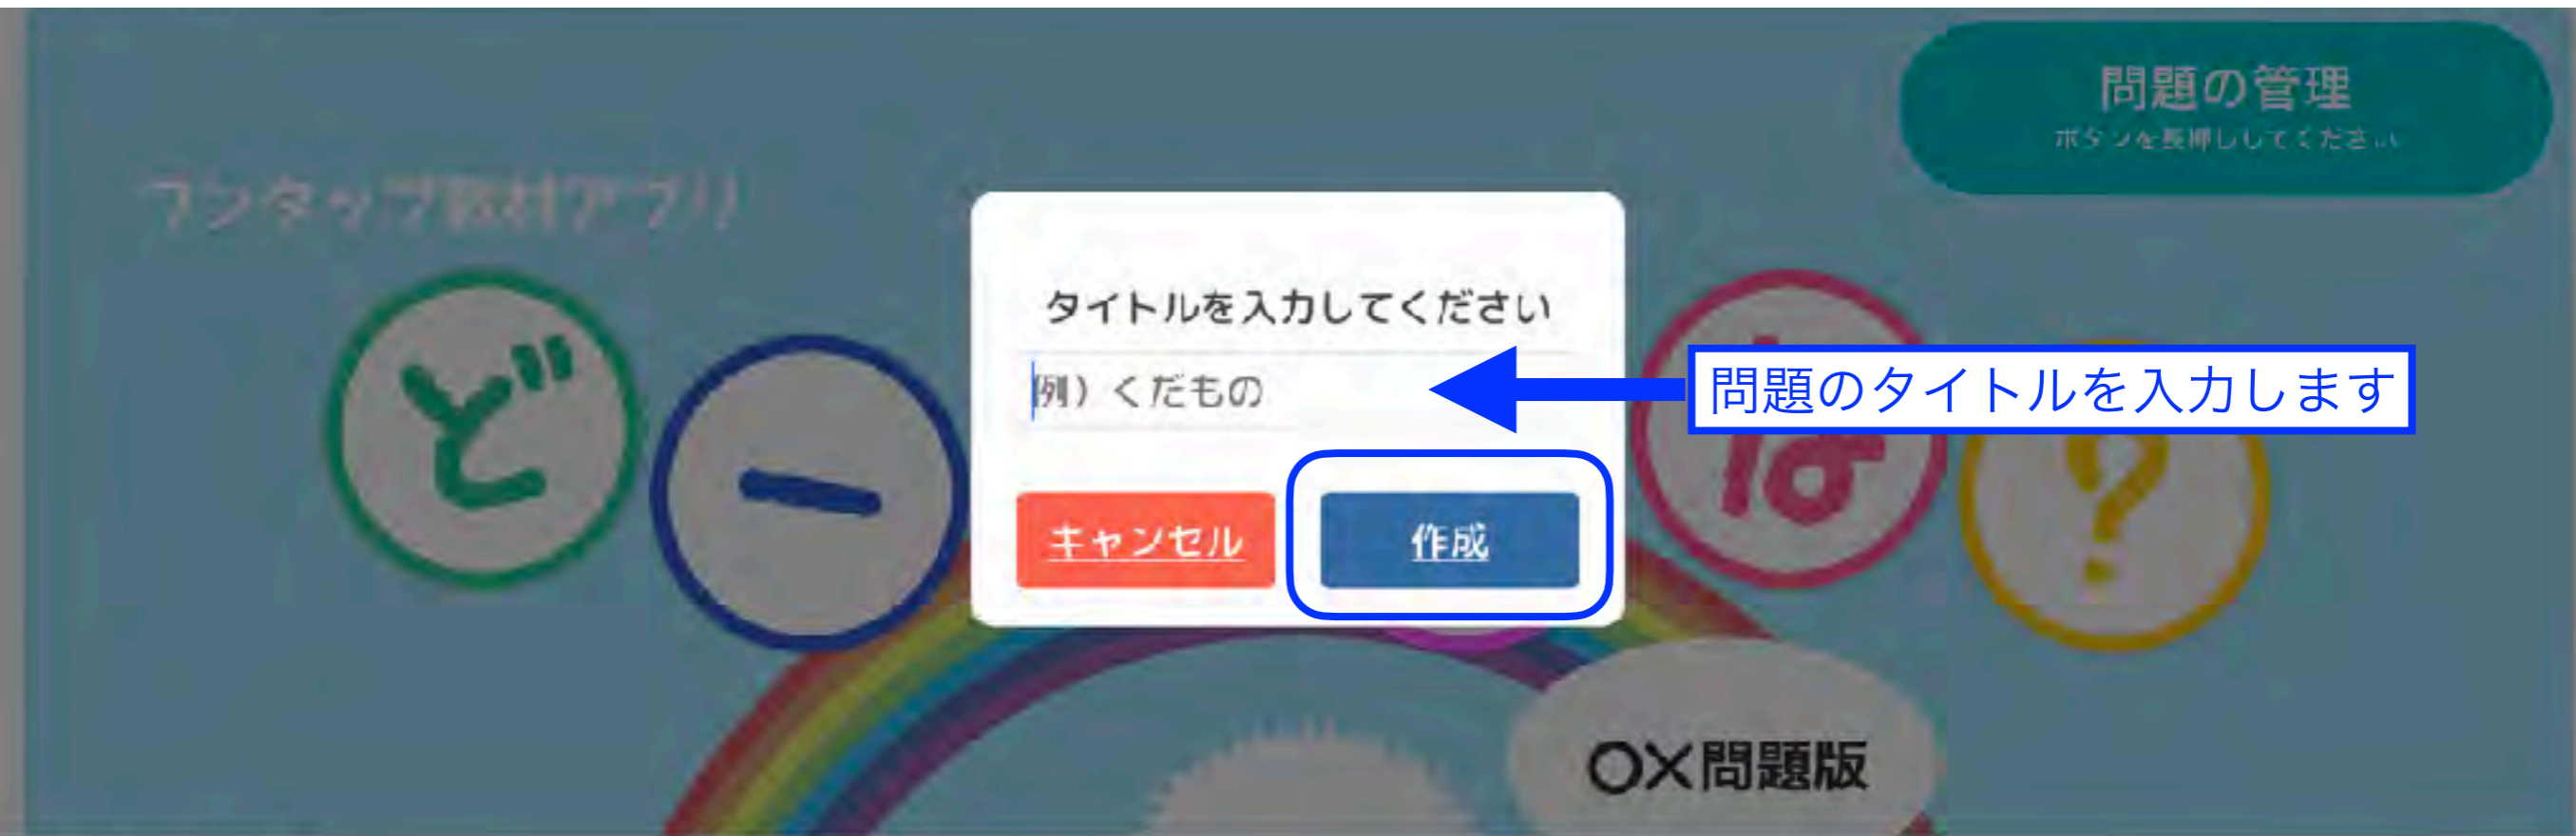 問題の管理
ボタンを長押ししてください
ワンタップ教材アプリ
タイトルを入力してください
例）くだもの
問題のタイトルを入力します
キャンセル
作成
ど
ー
は
?
○×問題版